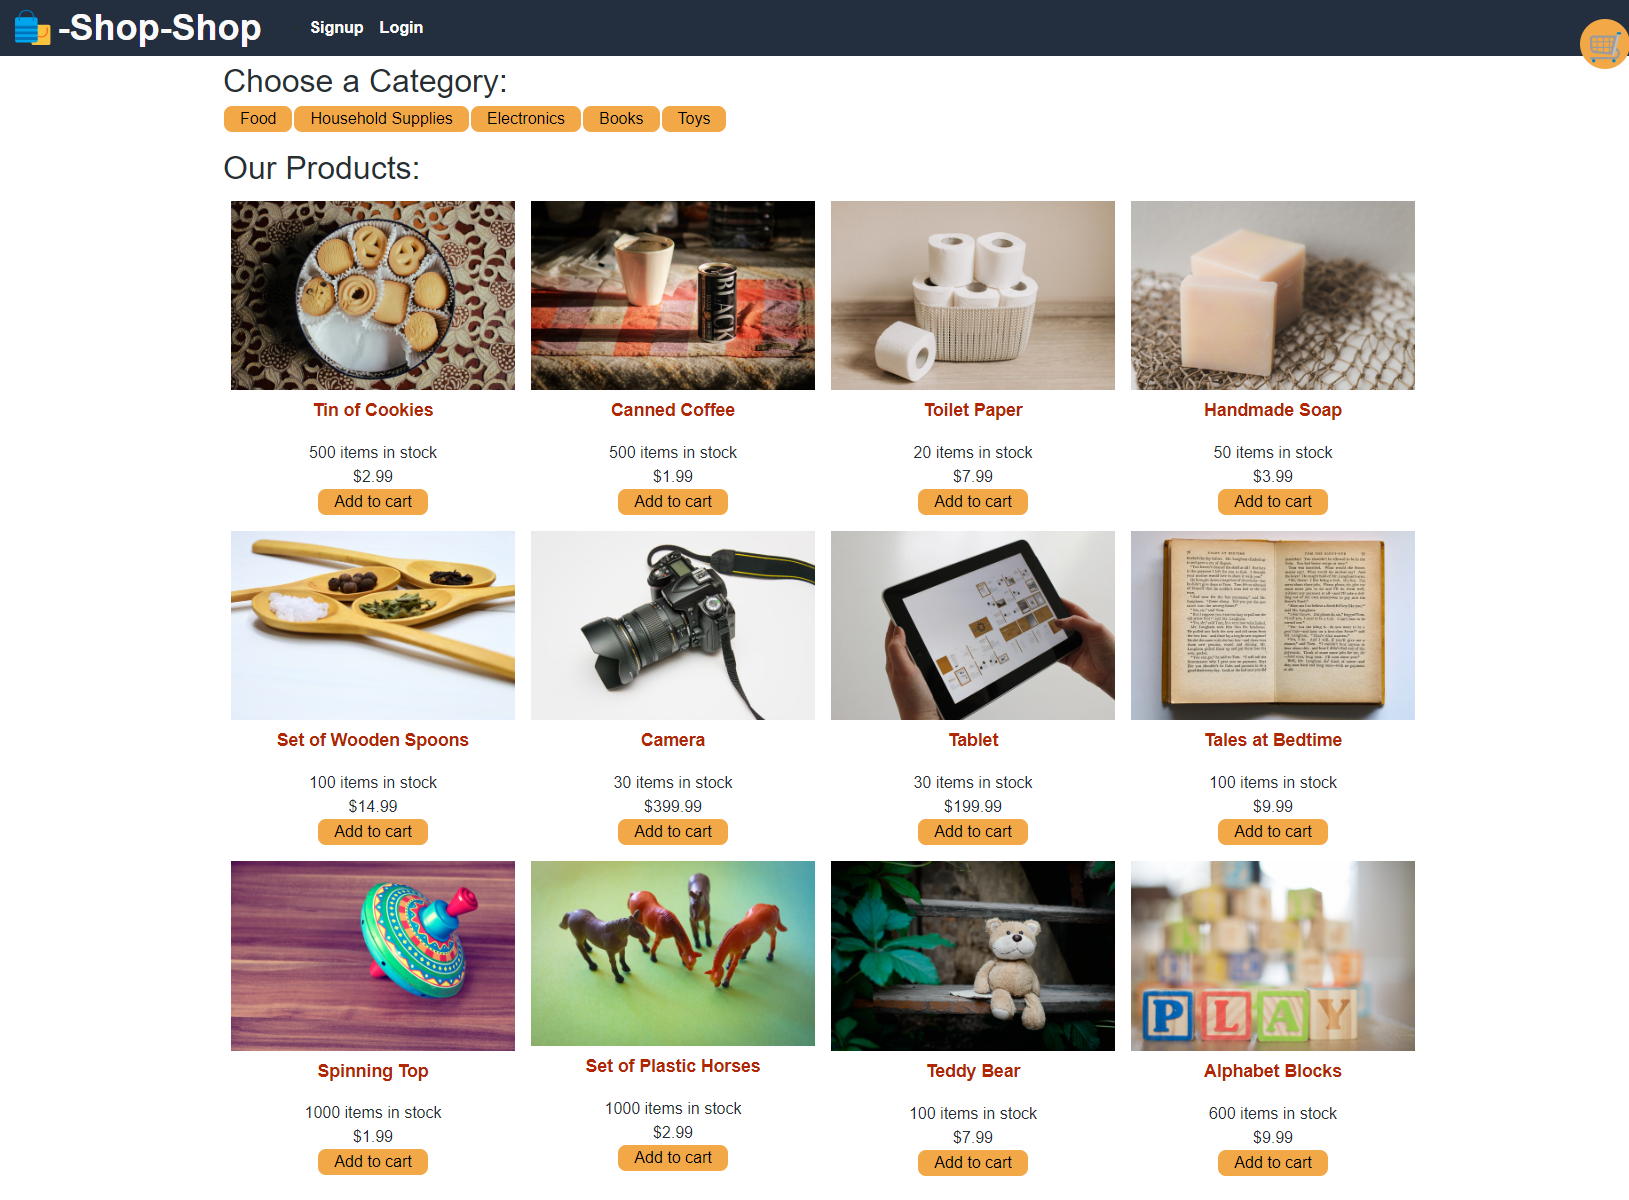 -Shop-Shop
Signup Login
Choose a Category:
Food Household Supplies Electronics Books Toys
Our Products:
BLACK
Tin of Cookies Canned Coffee Toilet Paper Handmade Soap
500 items in stock 500 items in stock 20 items in stock 50 items in stock
$2.99 $1.99 $7.99 $3.99
Add to cart Add to cart Add to cart Add to cart
Set of Wooden Spoons Camera Tablet Tales at Bedtime
100 items in stock 30 items in stock 30 items in stock 100 items in stock
$14.99 $399.99 $199.99 $9.99
Add to cart Add to cart Add to cart Add to cart
PLAY
Spinning Top Set of Plastic Horses Teddy Bear Alphabet Blocks
1000 items in stock 1000 items in stock 100 items in stock 600 items in stock
$1.99 $2.99 $7.99 $9.99
Add to cart Add to cart Add to cart Add to cart